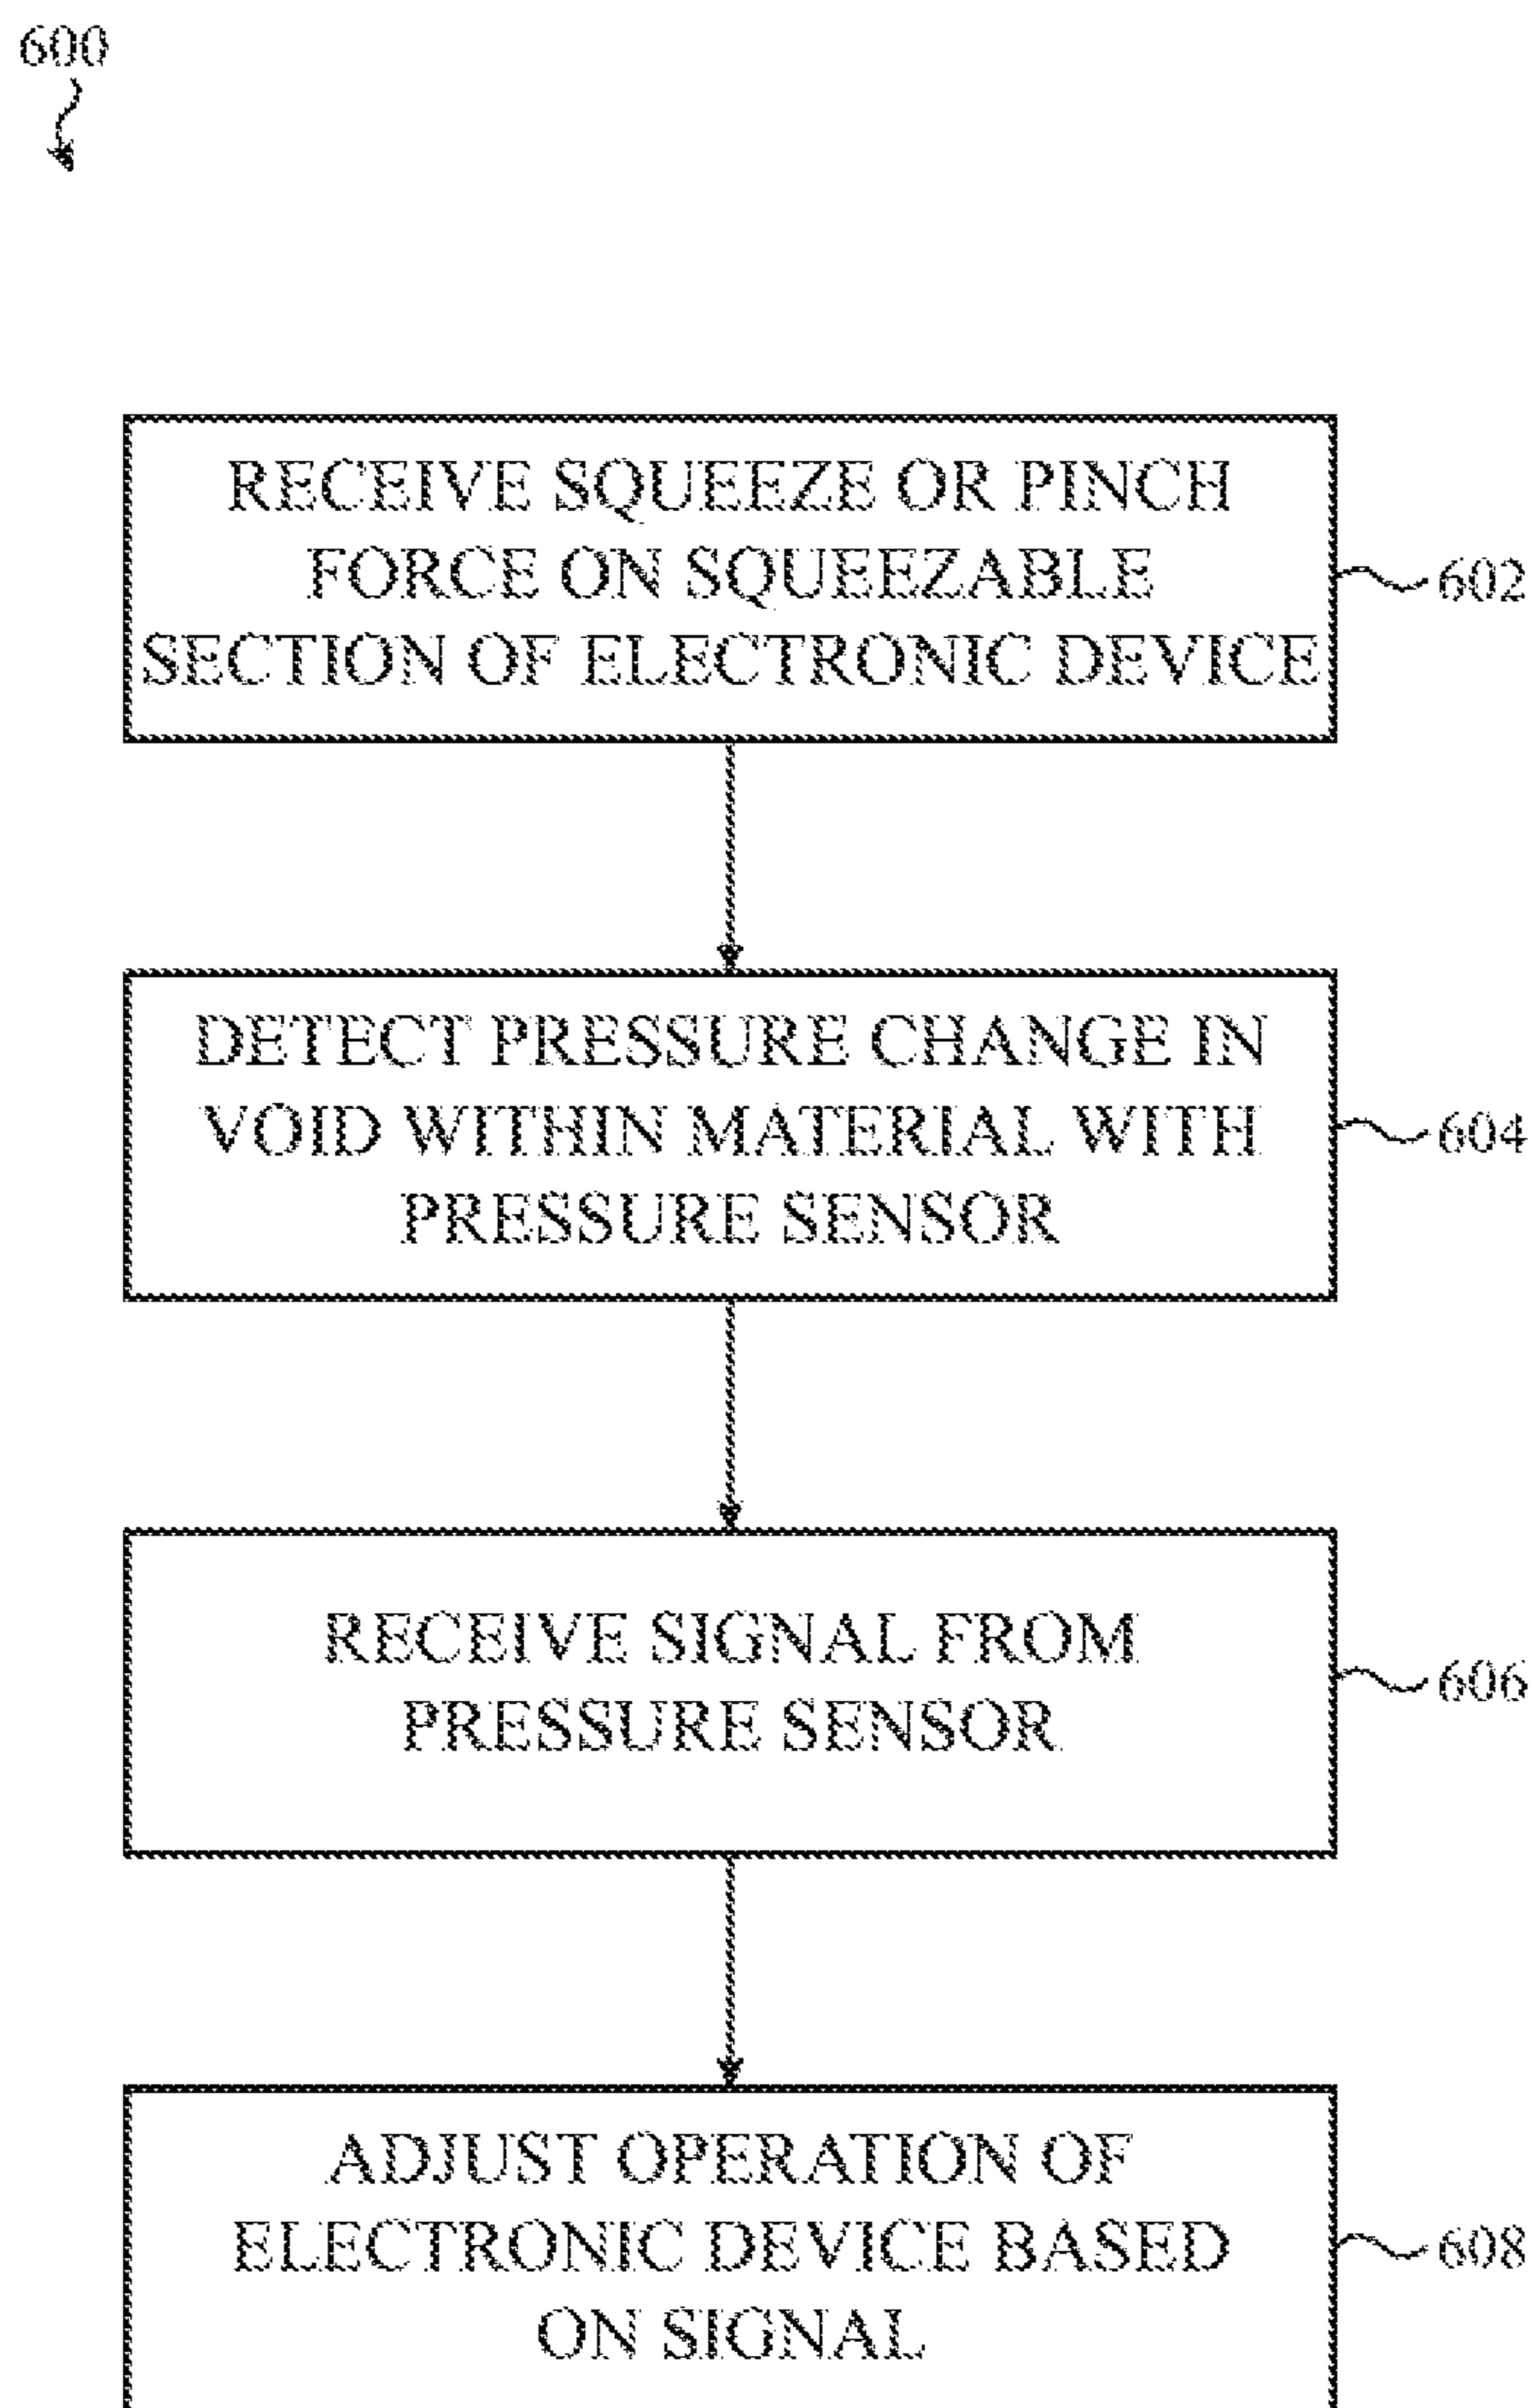 600
RECEIVE SQUEEZE OR PINCH
FORCE ON SQUEEZABLE
SECTION OF ELECTRONIC DEVICE
602
DETECT PRESSURE CHANGE IN
VOID WITHIN MATERIAL WITH
PRESSURE SENSOR
604
RECEIVE SIGNAL FROM
PRESSURE SENSOR
606
ADJUST OPERATION OF
ELECTRONIC DEVICE BASED
ON SIGNAL
608